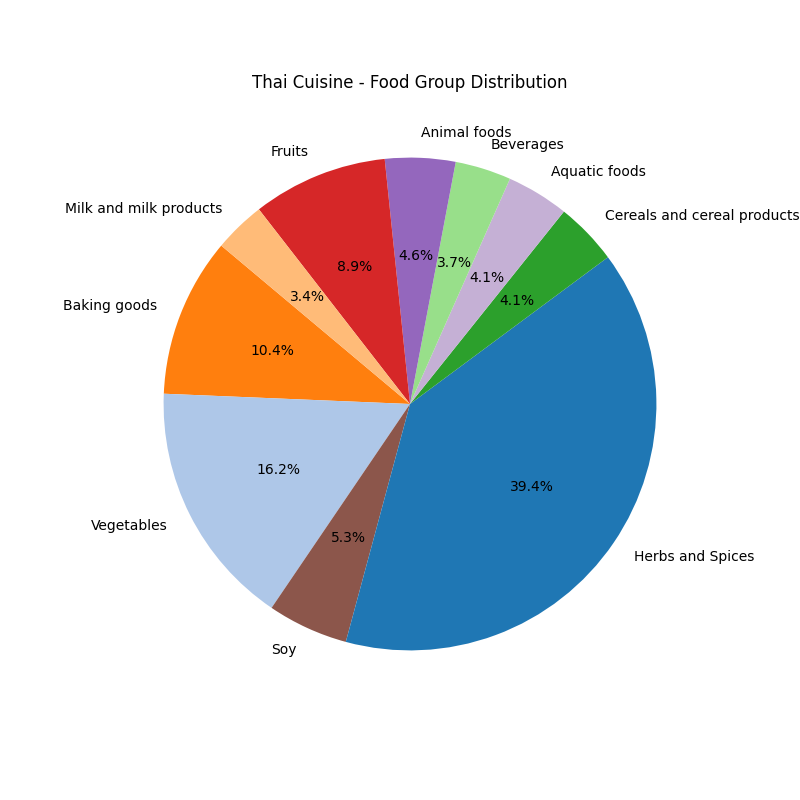 Thai Cuisine - Food Group Distribution
Animal foods
Beverages
Fruits
Aquatic foods
Milk and milk products
Cereals and cereal products
4.6%
3.7%
8.9%
4.1%
3.4%
4.1%
Baking goods
10.4%
16.2%
39.4%
Vegetables
5.3%
Herbs and Spices
Soy